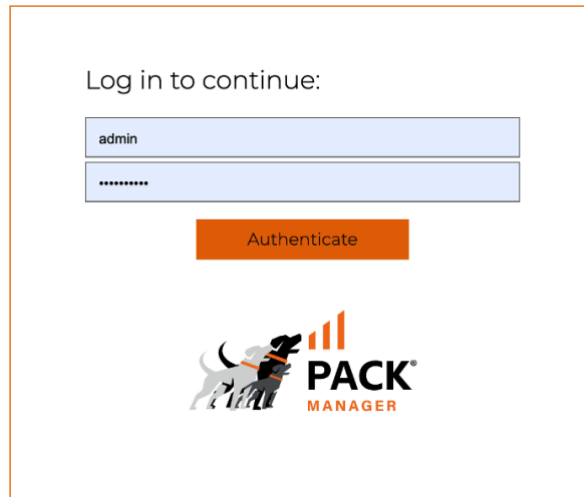 Log in to continue:
admin
••••••••••
Authenticate
PACK®
MANAGER